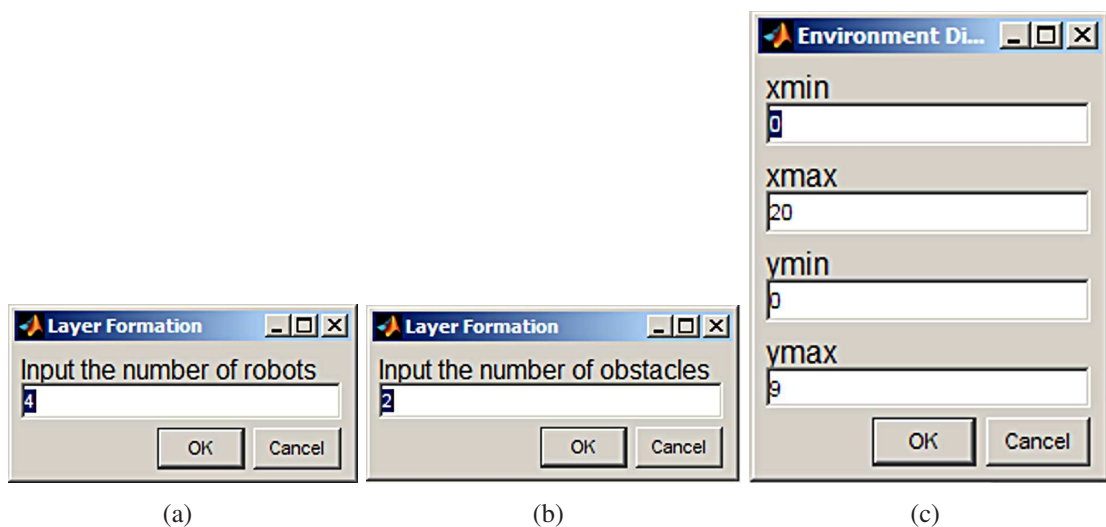 Layer Formation
Input the number of robots
4
OK Cancel
(a)
Layer Formation
Input the number of obstacles
2
OK Cancel
(b)
Environment Di...
xmin
0
xmax
20
ymin
0
ymax
9
OK Cancel
(c)